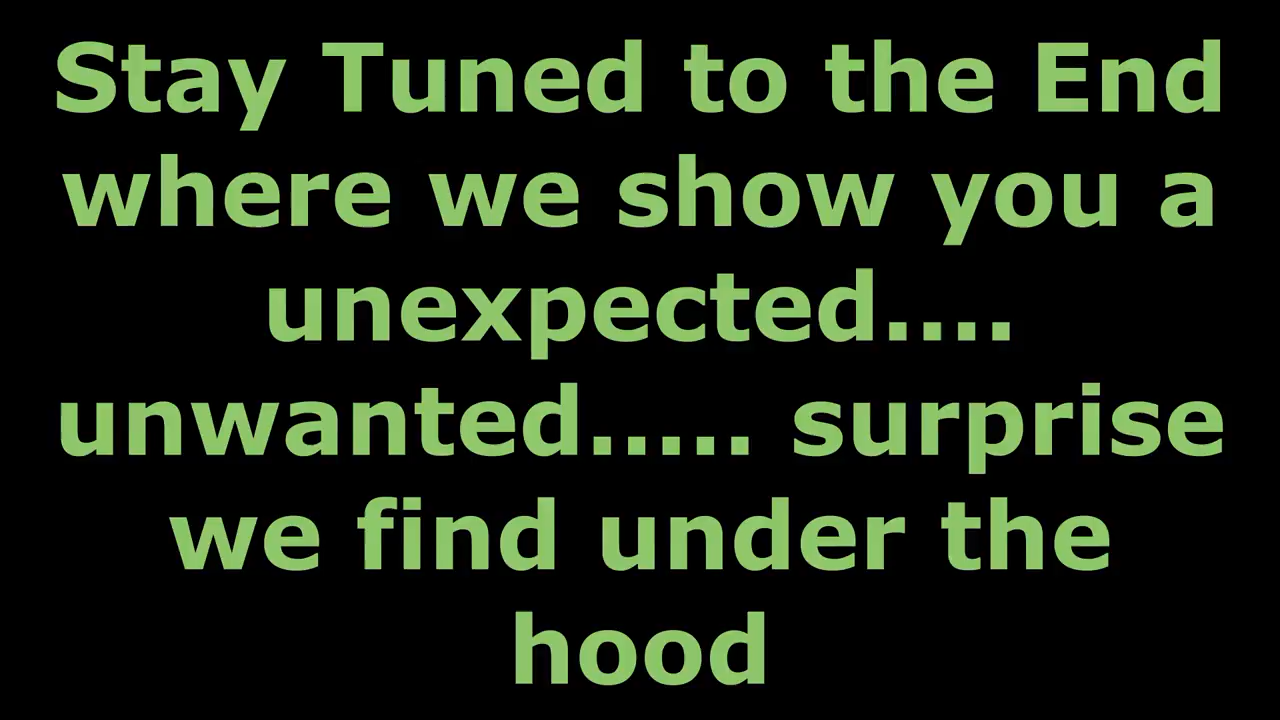 Stay Tuned to the End
where we show you a
unexpected....
unwanted..... surprise
we find under the
hood